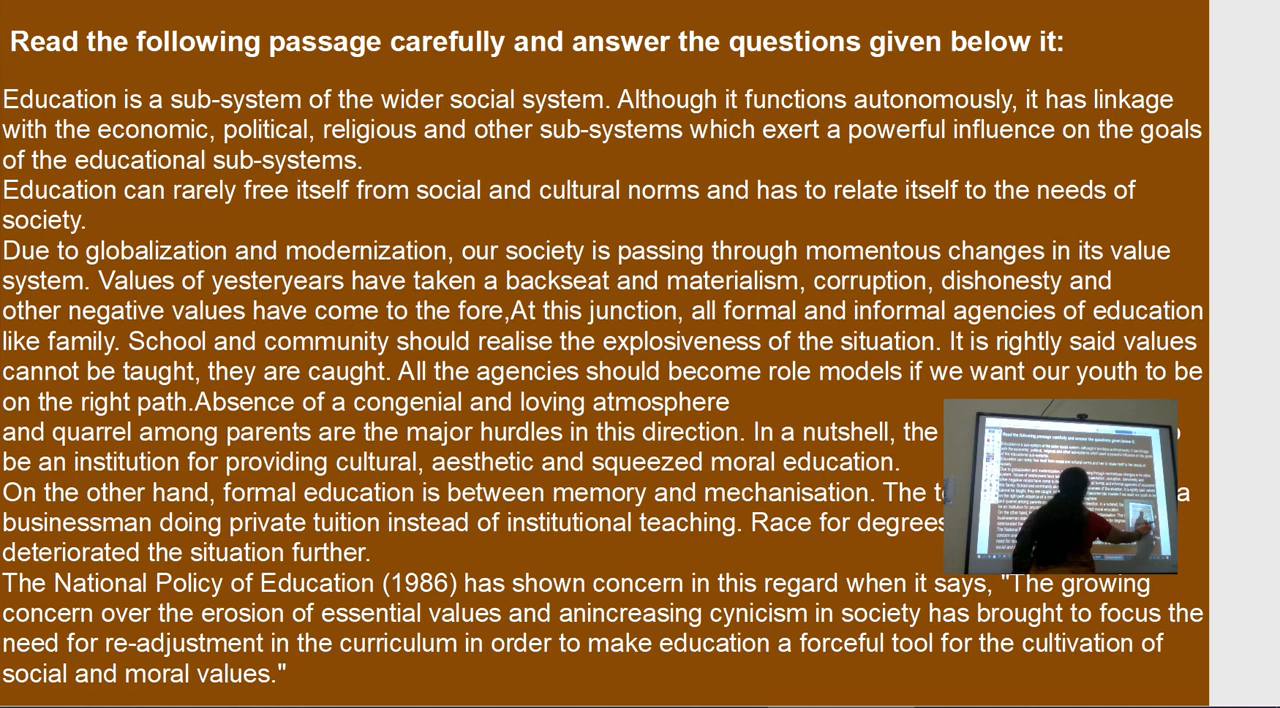 Read the following passage carefully and answer the questions given below it:
Education is a sub-system of the wider social system. Although it functions autonomously, it has linkage
with the economic, political, religious and other sub-systems which exert a powerful influence on the goals
of the educational sub-systems.
Education can rarely free itself from social and cultural norms and has to relate itself to the needs of
society.
Due to globalization and modernization, our society is passing through momentous changes in its value
system. Values of yesteryears have taken a backseat and materialism, corruption, dishonesty and
other negative values have come to the fore,At this junction, all formal and informal agencies of education
like family. School and community should realise the explosiveness of the situation. It is rightly said values
cannot be taught, they are caught. All the agencies should become role models if we want our youth to be
on the right path.Absence of a congenial and loving atmosphere
and quarrel among parents are the major hurdles in this direction. In a nutshell, the
be an institution for providing cultural, aesthetic and squeezed moral education.
On the other hand, formal education is between memory and mechanisation. The a
businessman doing private tuition instead of institutional teaching. Race for degrees
deteriorated the situation further.
The National Policy of Education (1986) has shown concern in this regard when it says, "The growing
concern over the erosion of essential values and anincreasing cynicism in society has brought to focus the
need for re-adjustment in the curriculum in order to make education a forceful tool for the cultivation of
social and moral values."